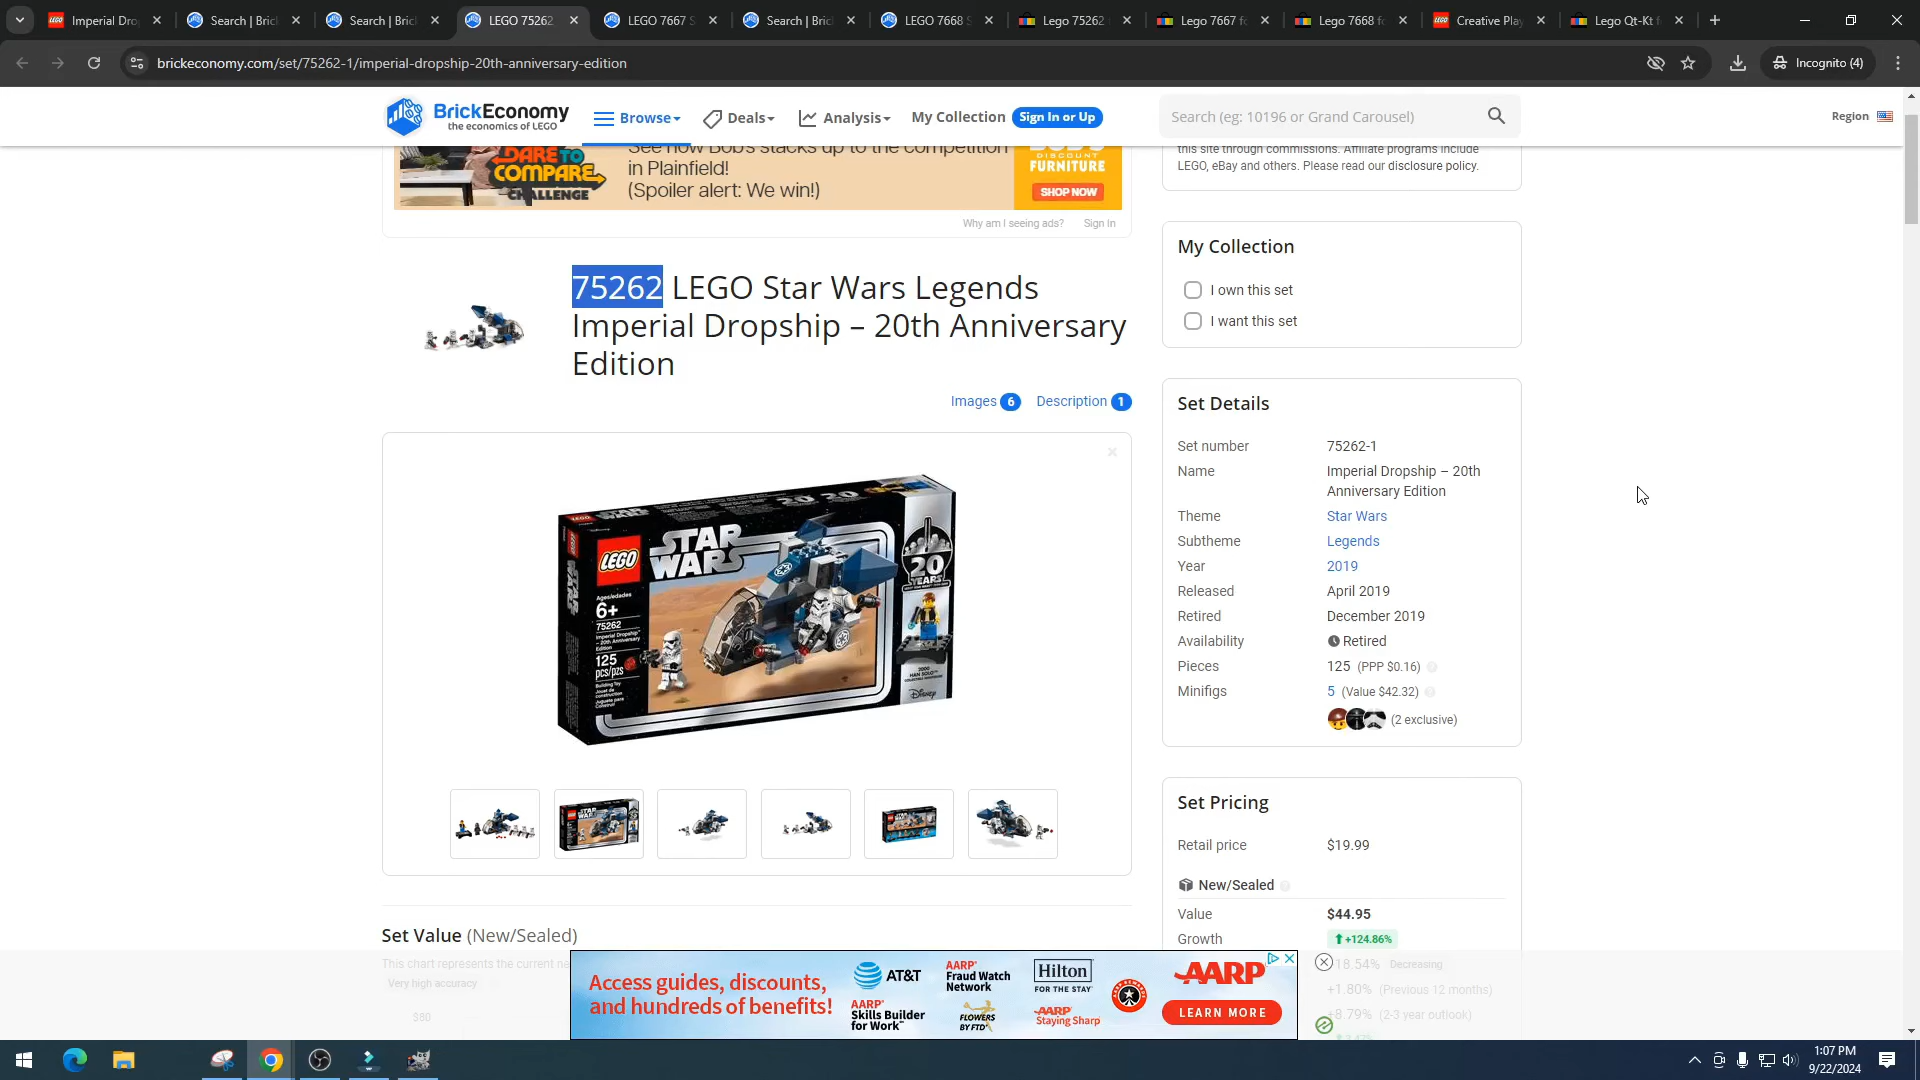 Imperial Dro
Search | Bric
Search | Bric
LEGO 75262
LEGO 7667 S
Search | Bric
LEGO 7668 S
Lego 75262
Lego 7667 fo
Lego 7668 fo
Creative Play
Lego Qt-Kt f
brickeconomy.com/set/75262-1/imperial-dropship-20th-anniversary-edition
Incognito (4)
BrickEconomy
the economics of LEGO
Browse
Deals
Analysis
My Collection
Sign In or Up
Search (eg: 10196 or Grand Carousel)
Region
DARE TO
COMPARE
CHALLENGE
See how Bob's stacks up to the competition
in Plainfield!
(Spoiler alert: We win!)
BOB'S
DISCOUNT
FURNITURE
SHOP NOW
Why am I seeing ads?
Sign In
this site through commissions. Affiliate programs include
LEGO, eBay and others. Please read our disclosure policy.
My Collection
I own this set
I want this set
75262 LEGO Star Wars Legends
Imperial Dropship – 20th Anniversary
Edition
Images 6
Description 1
LEGO
STAR
WARS
Ages/edades
6+
75262
Imperial Dropship™
– 20th Anniversary
Edition
125
pcs/pzs
Building Toy
Jouet de
construction
Juguete para
Construir
20
YEARS
2000
HAN SOLO
Disney
Set Details
Set number 75262-1
Name Imperial Dropship – 20th
Anniversary Edition
Theme Star Wars
Subtheme Legends
Year 2019
Released April 2019
Retired December 2019
Availability Retired
Pieces 125 (PPP $0.16)
Minifigs 5 (Value $42.32)
(2 exclusive)
Set Pricing
Retail price $19.99
New/Sealed
Value $44.95
Growth +124.86%
18.54% Decreasing
+1.80% (Previous 12 months)
+8.79% (2-3 year outlook)
Set Value (New/Sealed)
This chart represents the current ne
Very high accuracy
$80
Access guides, discounts,
and hundreds of benefits!
AT&T
AARP®
Skills Builder
for Work™
AARP®
Fraud Watch
Network
FLOWERS
BY FTD
Hilton
FOR THE STAY®
AARP
Staying Sharp
AARP REWARDS
AARP
LEARN MORE
1:07 PM
9/22/2024